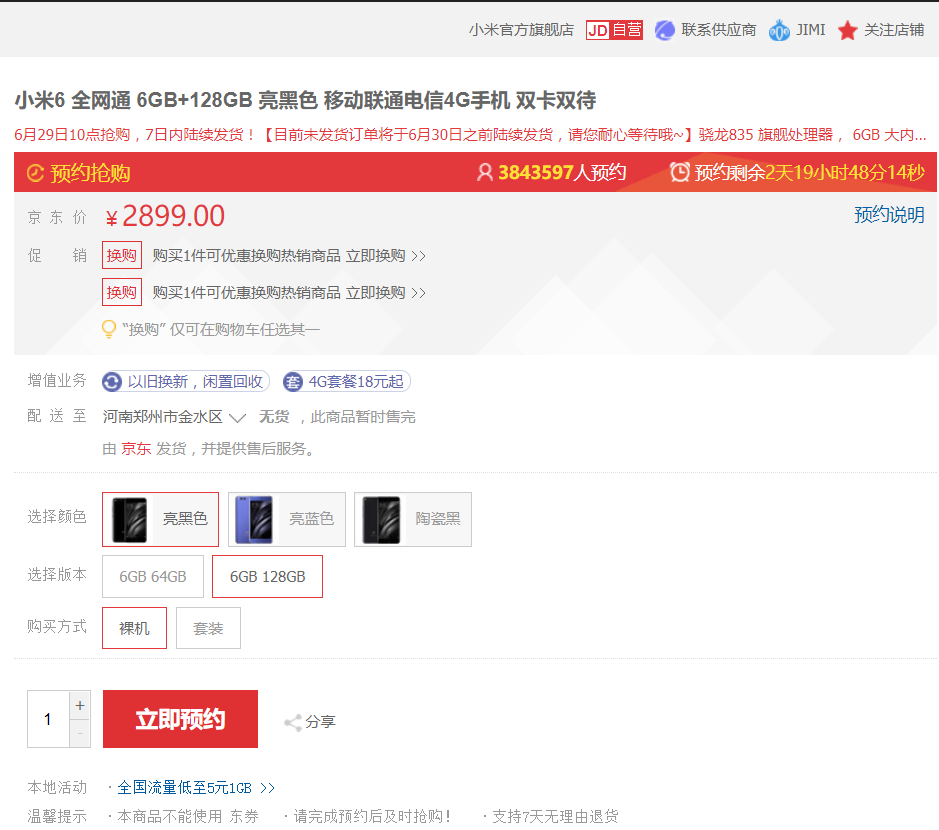 小米官方旗舰店 JD 自营 联系供应商 JIMI 关注店铺
小米6 全网通 6GB+128GB 亮黑色 移动联通电信4G手机 双卡双待
6月29日10点抢购，7日内陆续发货！【目前未发货订单将于6月30日之前陆续发货，请您耐心等待哦~】骁龙835 旗舰处理器， 6GB 大内...
预约抢购 3843597人预约 预约剩余2天19小时48分14秒
京东价 ￥2899.00 预约说明
促销 换购 购买1件可优惠换购热销商品 立即换购 >>
换购 购买1件可优惠换购热销商品 立即换购 >>
“换购” 仅可在购物车任选其一
增值业务 以旧换新，闲置回收 套 4G套餐18元起
配送至 河南郑州市金水区 无货 ，此商品暂时售完
由 京东 发货，并提供售后服务。
选择颜色 亮黑色 亮蓝色 陶瓷黑
选择版本 6GB 64GB 6GB 128GB
购买方式 裸机 套装
1 + - 立即预约 分享
本地活动 · 全国流量低至5元1GB >>
温馨提示 · 本商品不能使用 东券 · 请完成预约后及时抢购！ · 支持7天无理由退货